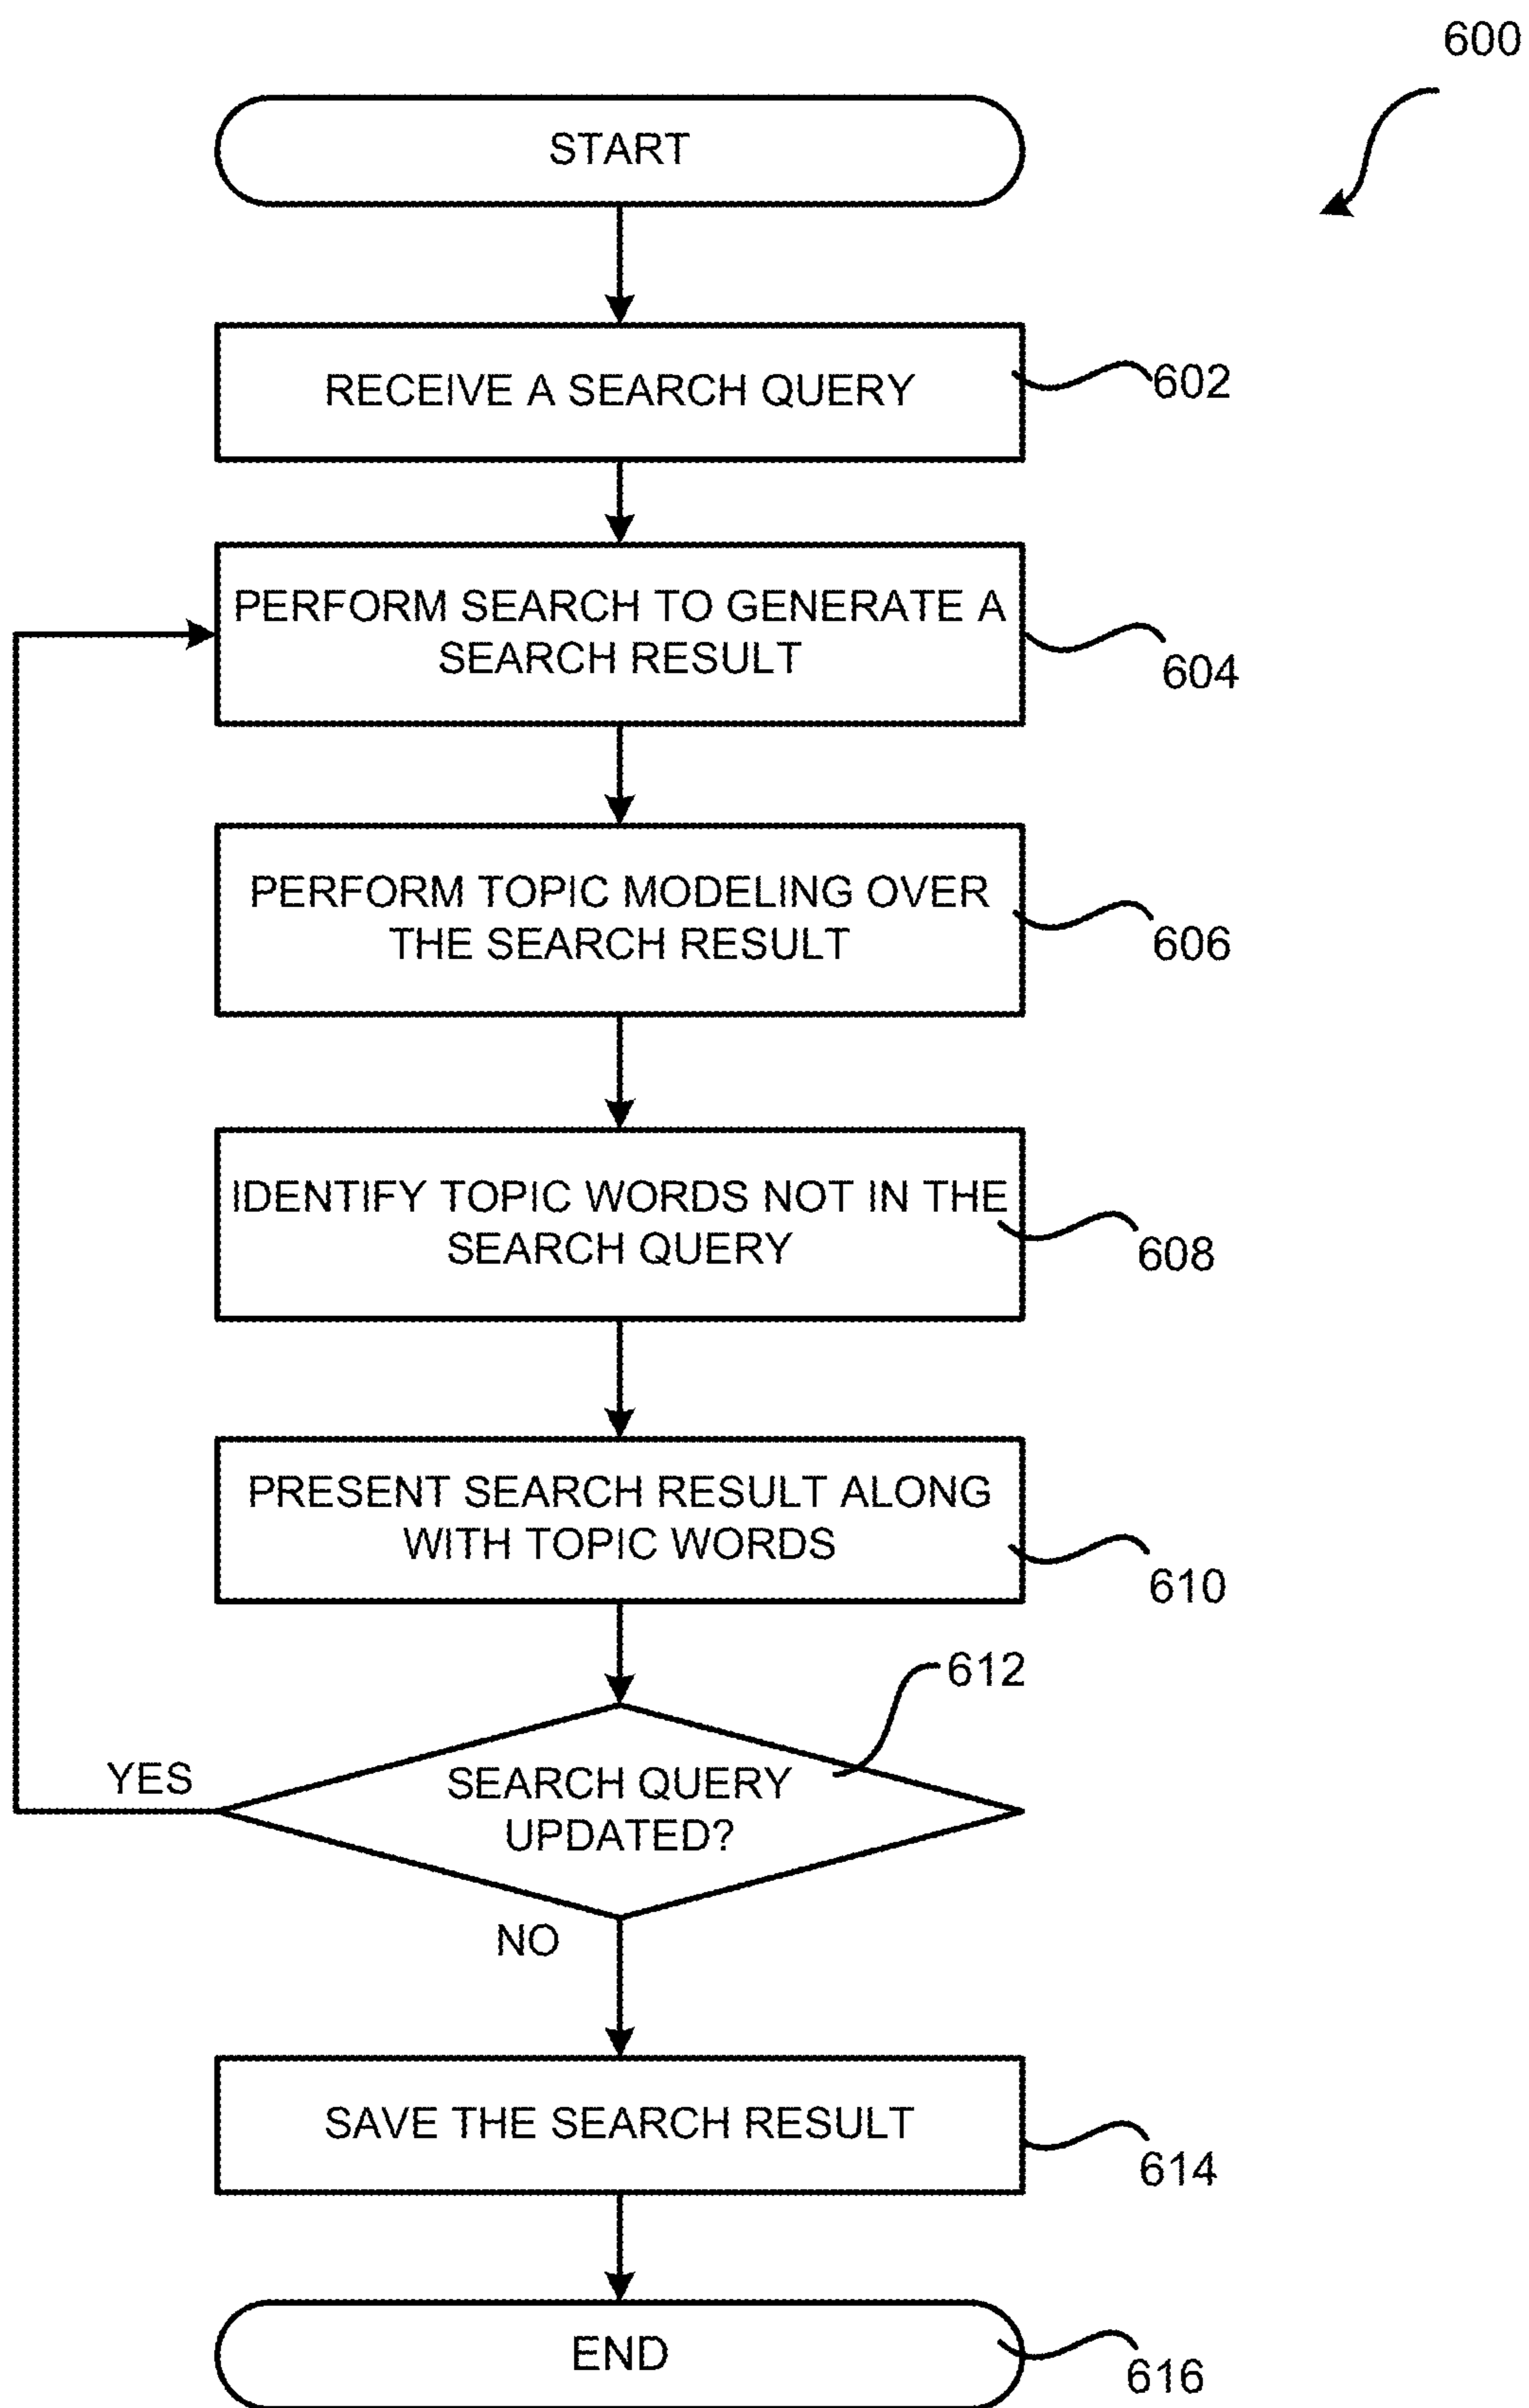 600
START
RECEIVE A SEARCH QUERY
602
PERFORM SEARCH TO GENERATE A
SEARCH RESULT
604
PERFORM TOPIC MODELING OVER
THE SEARCH RESULT
606
IDENTIFY TOPIC WORDS NOT IN THE
SEARCH QUERY
608
PRESENT SEARCH RESULT ALONG
WITH TOPIC WORDS
610
612
YES
SEARCH QUERY
UPDATED?
NO
SAVE THE SEARCH RESULT
614
END
616